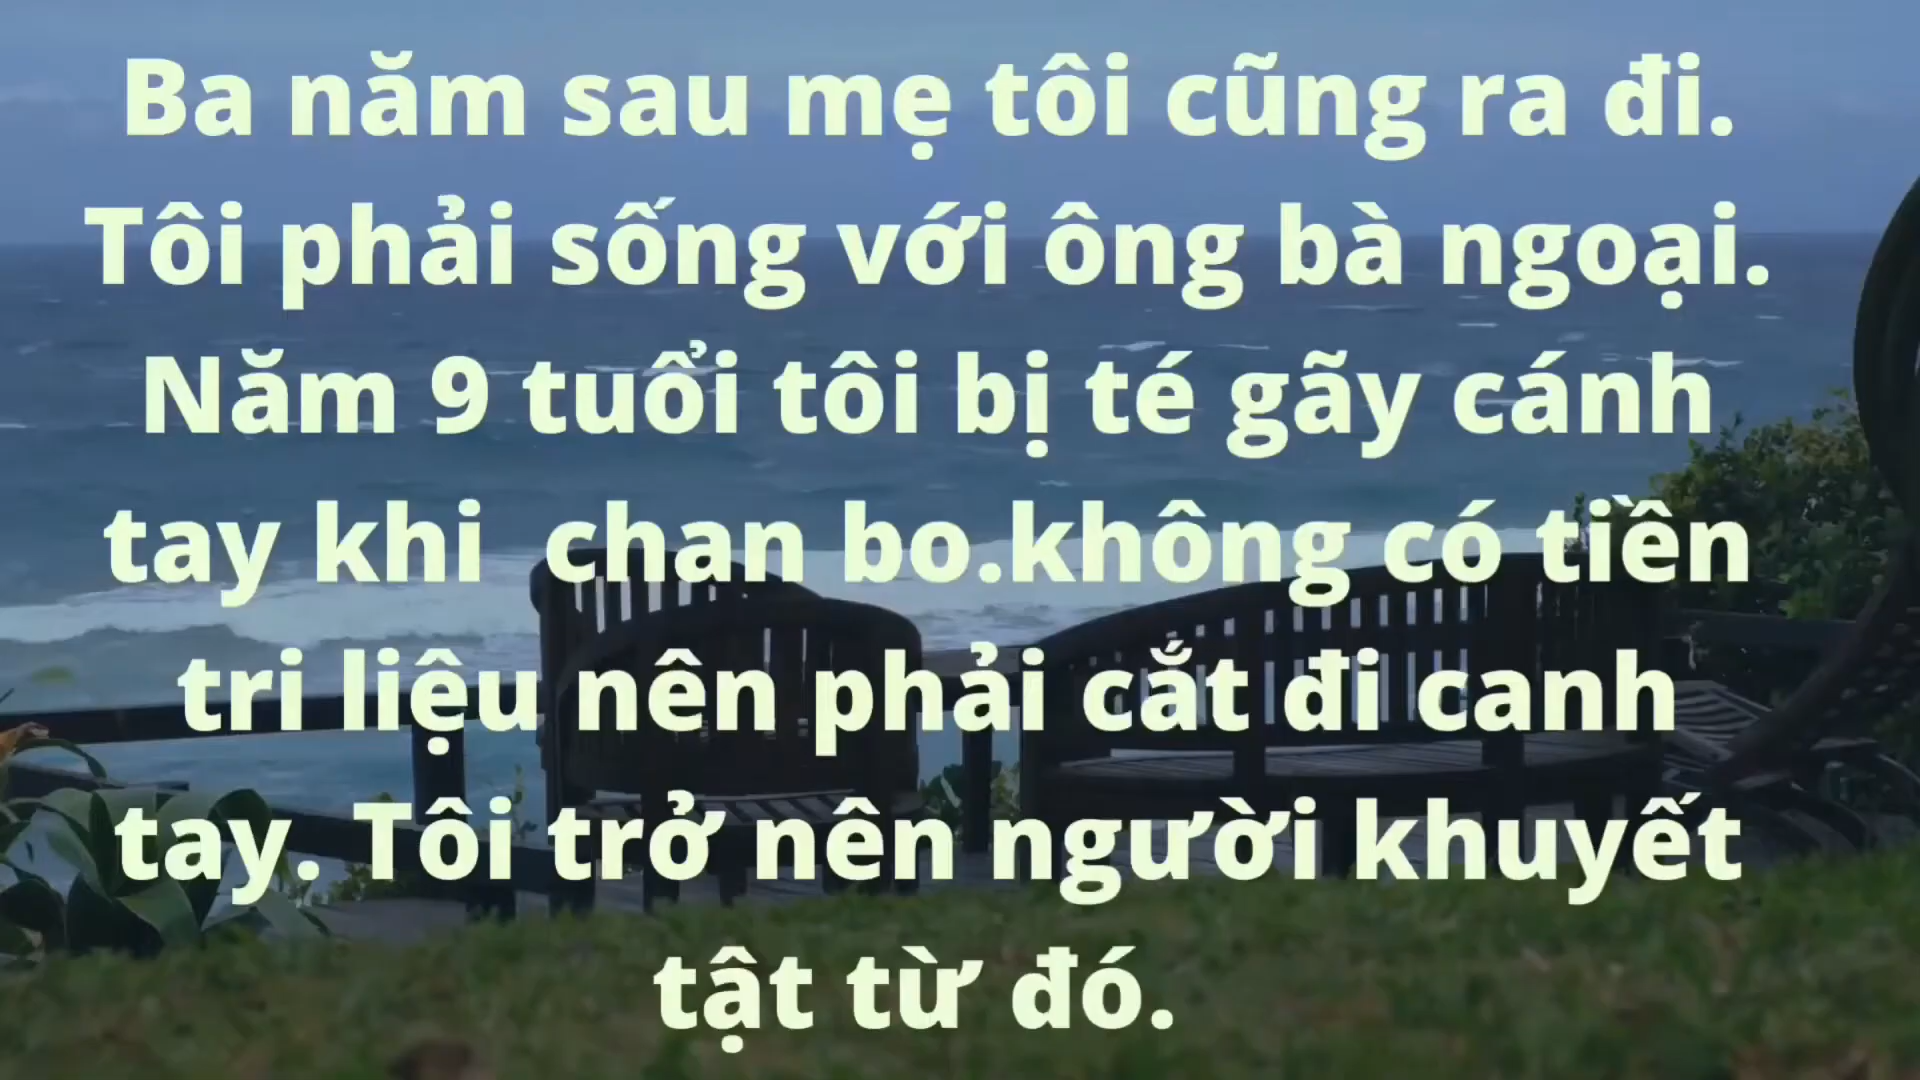 Ba năm sau mẹ tôi cũng ra đi.
Tôi phải sống với ông bà ngoại.
Năm 9 tuổi tôi bị té gãy cánh
tay khi  chan bo.không có tiền
tri liệu nên phải cắt đi canh
tay. Tôi trở nên người khuyết
tật từ đó.